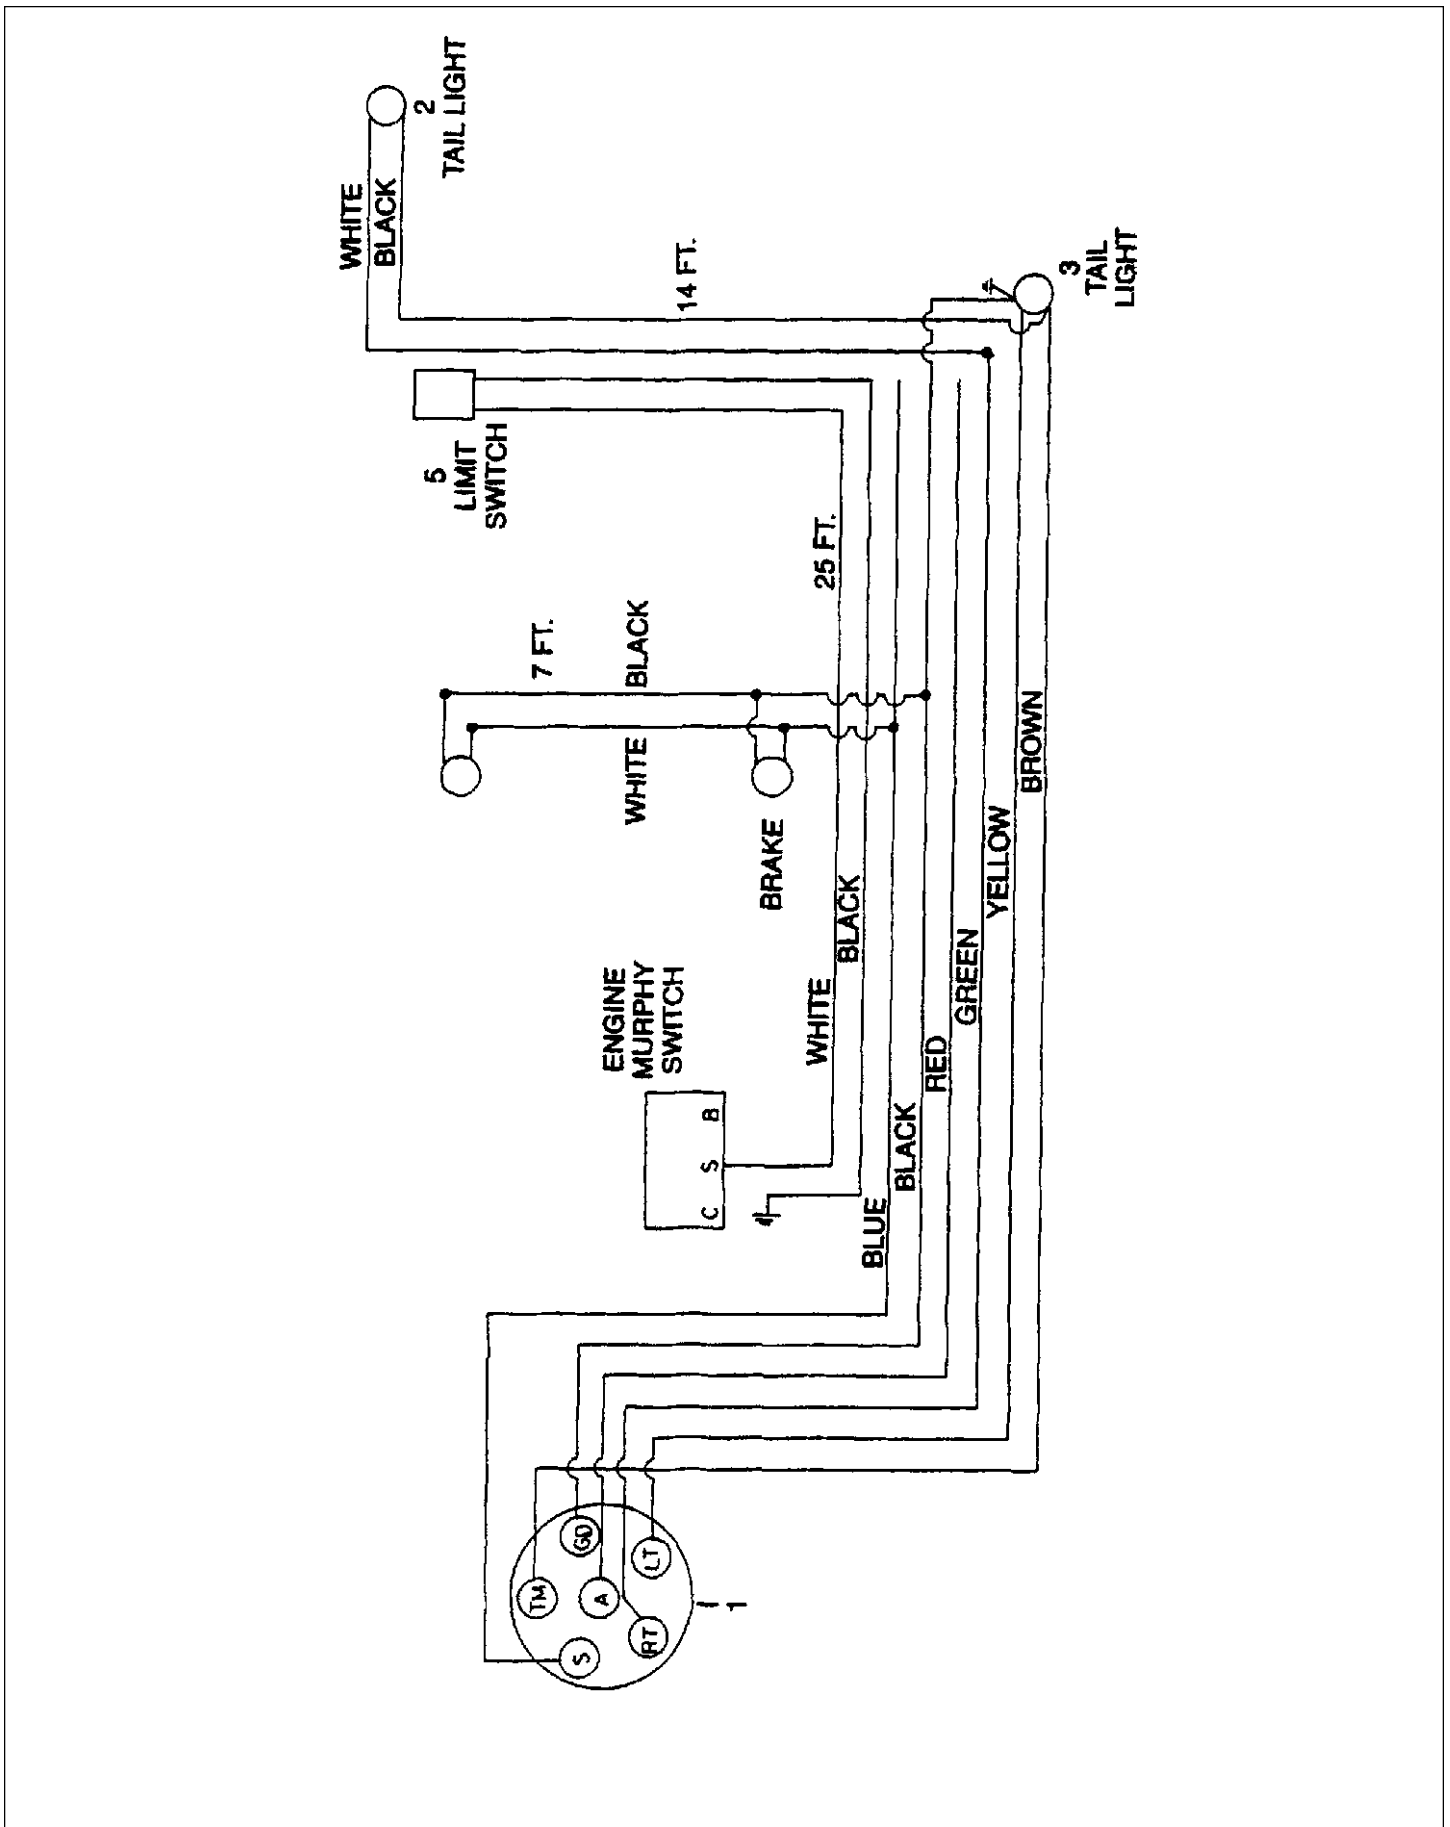 WHITE
BLACK
2
TAIL LIGHT
14 FT.
3
TAIL
LIGHT
5
LIMIT
SWITCH
25 FT.
7 FT.
BLACK
WHITE
BRAKE
BROWN
YELLOW
GREEN
RED
BLACK
BLUE
BLACK
WHITE
ENGINE
MURPHY
SWITCH
C S B
TM
GD
A
LT
S
RT
1